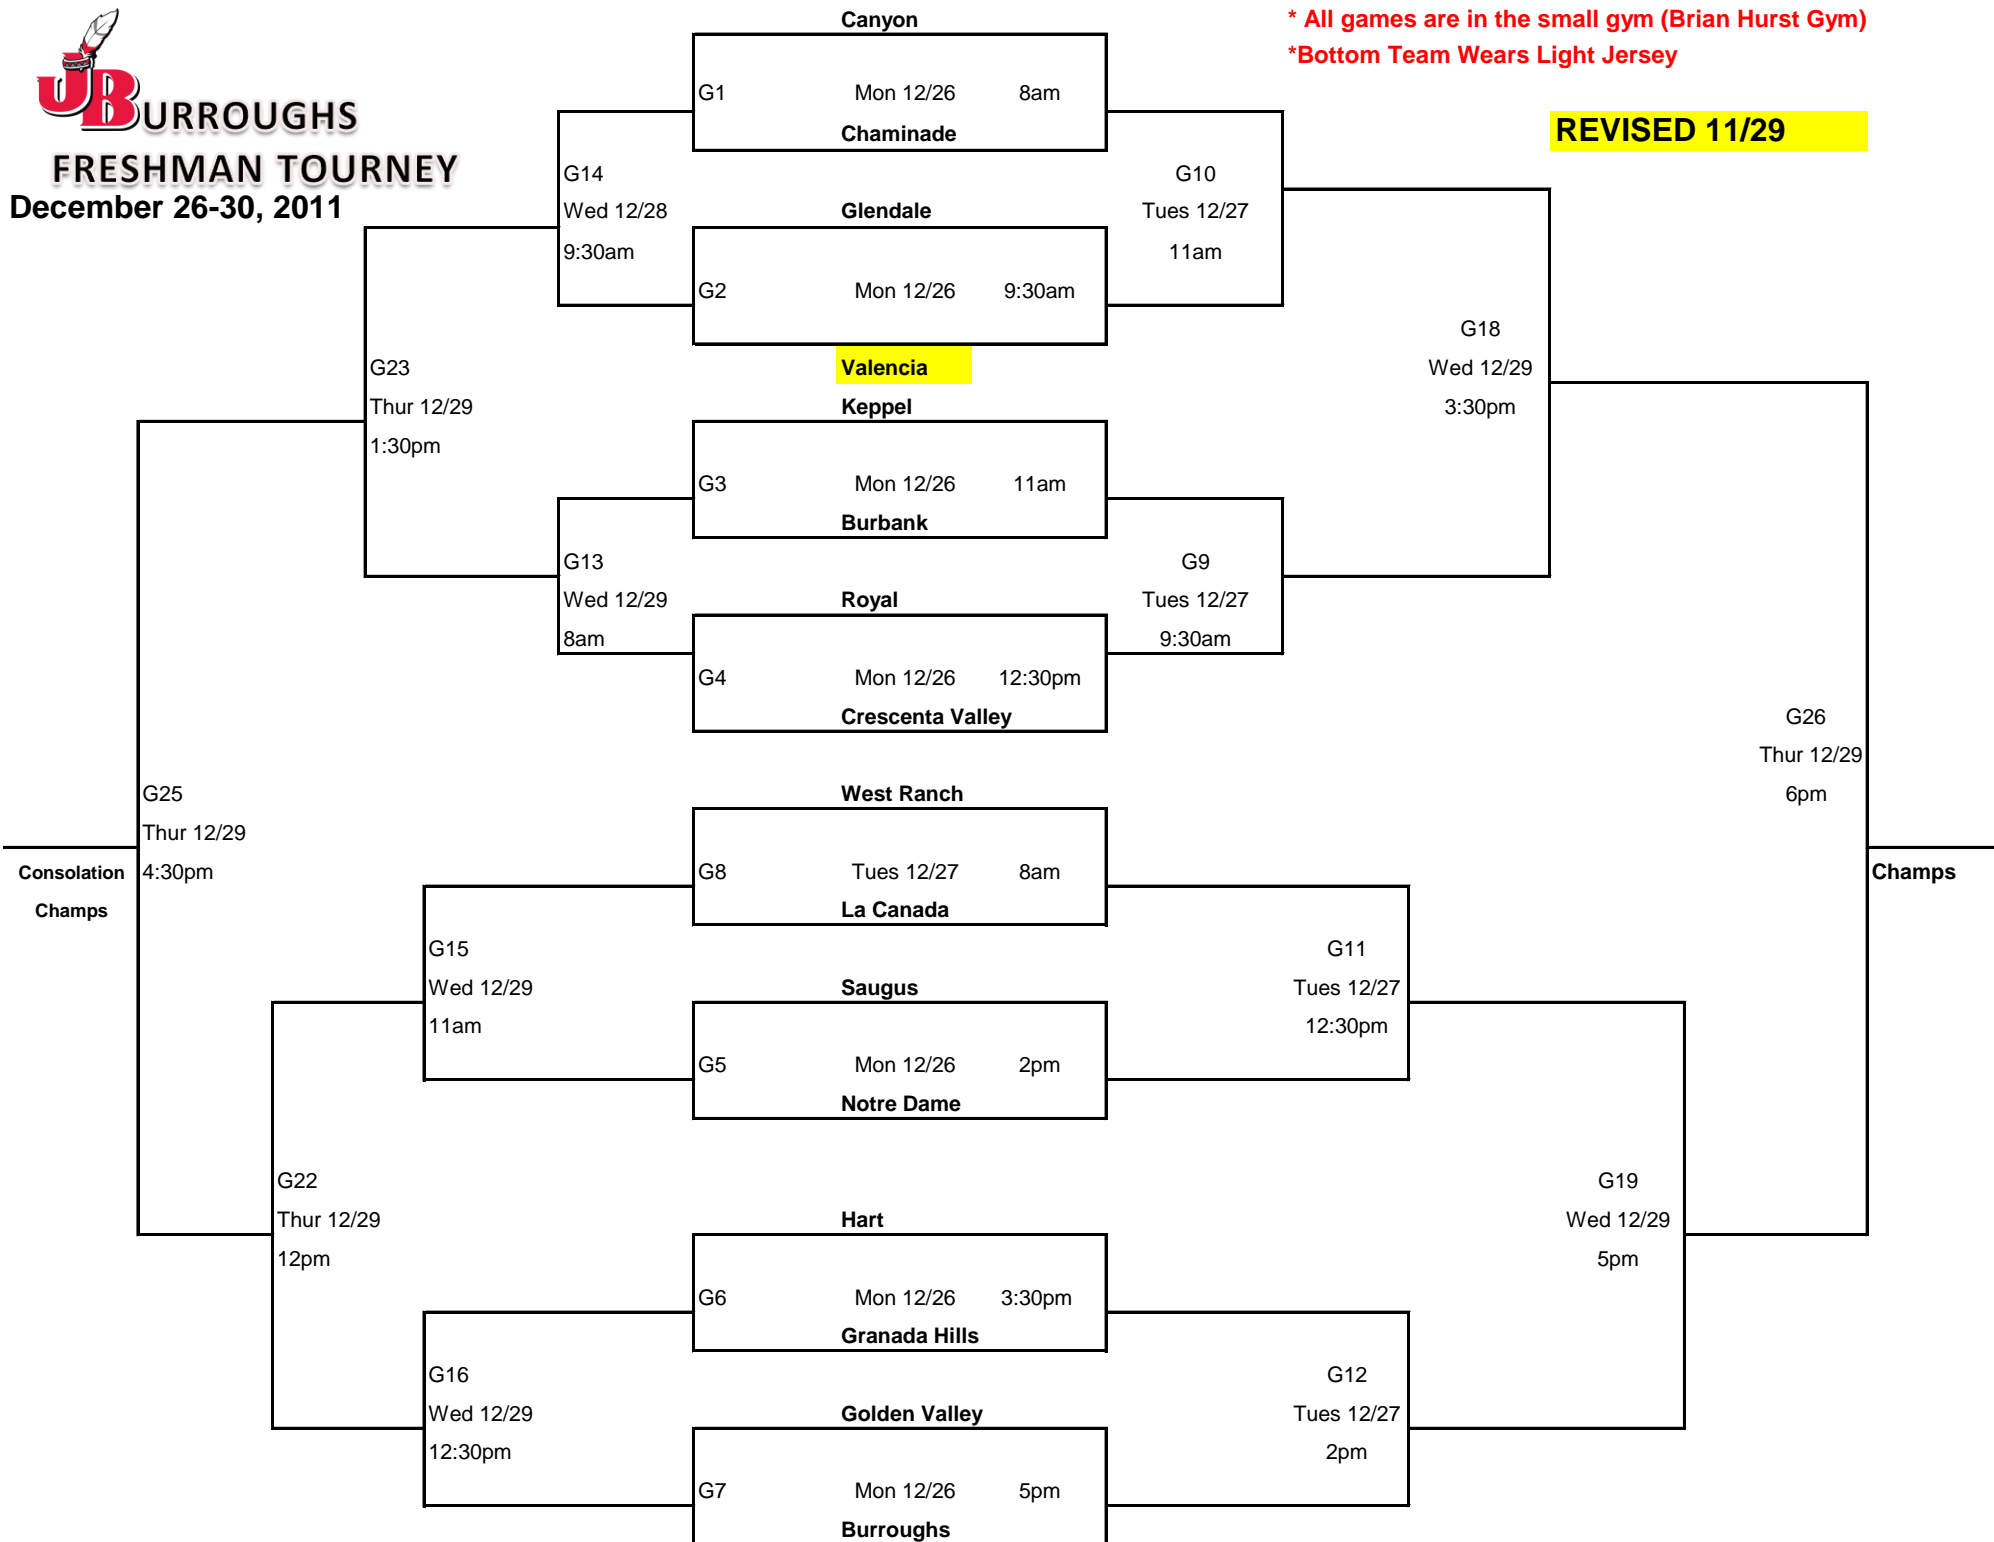 Canyon
* All games are in the small gym (Brian Hurst Gym)
*Bottom Team Wears Light Jersey
JBURROUGHS
FRESHMAN TOURNEY
December 26-30, 2011
REVISED 11/29
G1 Mon 12/26 8am
Chaminade
G14
Wed 12/28
9:30am
G10
Tues 12/27
11am
Glendale
G2 Mon 12/26 9:30am
Valencia
G23
Thur 12/29
1:30pm
G18
Wed 12/29
3:30pm
Keppel
G3 Mon 12/26 11am
Burbank
G13
Wed 12/29
8am
G9
Tues 12/27
9:30am
Royal
G4 Mon 12/26 12:30pm
Crescenta Valley
G26
Thur 12/29
6pm
G25
Thur 12/29
4:30pm
Consolation
Champs
Champs
West Ranch
G8 Tues 12/27 8am
La Canada
G15
Wed 12/29
11am
G11
Tues 12/27
12:30pm
Saugus
G5 Mon 12/26 2pm
Notre Dame
G22
Thur 12/29
12pm
G19
Wed 12/29
5pm
Hart
G6 Mon 12/26 3:30pm
Granada Hills
G16
Wed 12/29
12:30pm
G12
Tues 12/27
2pm
Golden Valley
G7 Mon 12/26 5pm
Burroughs